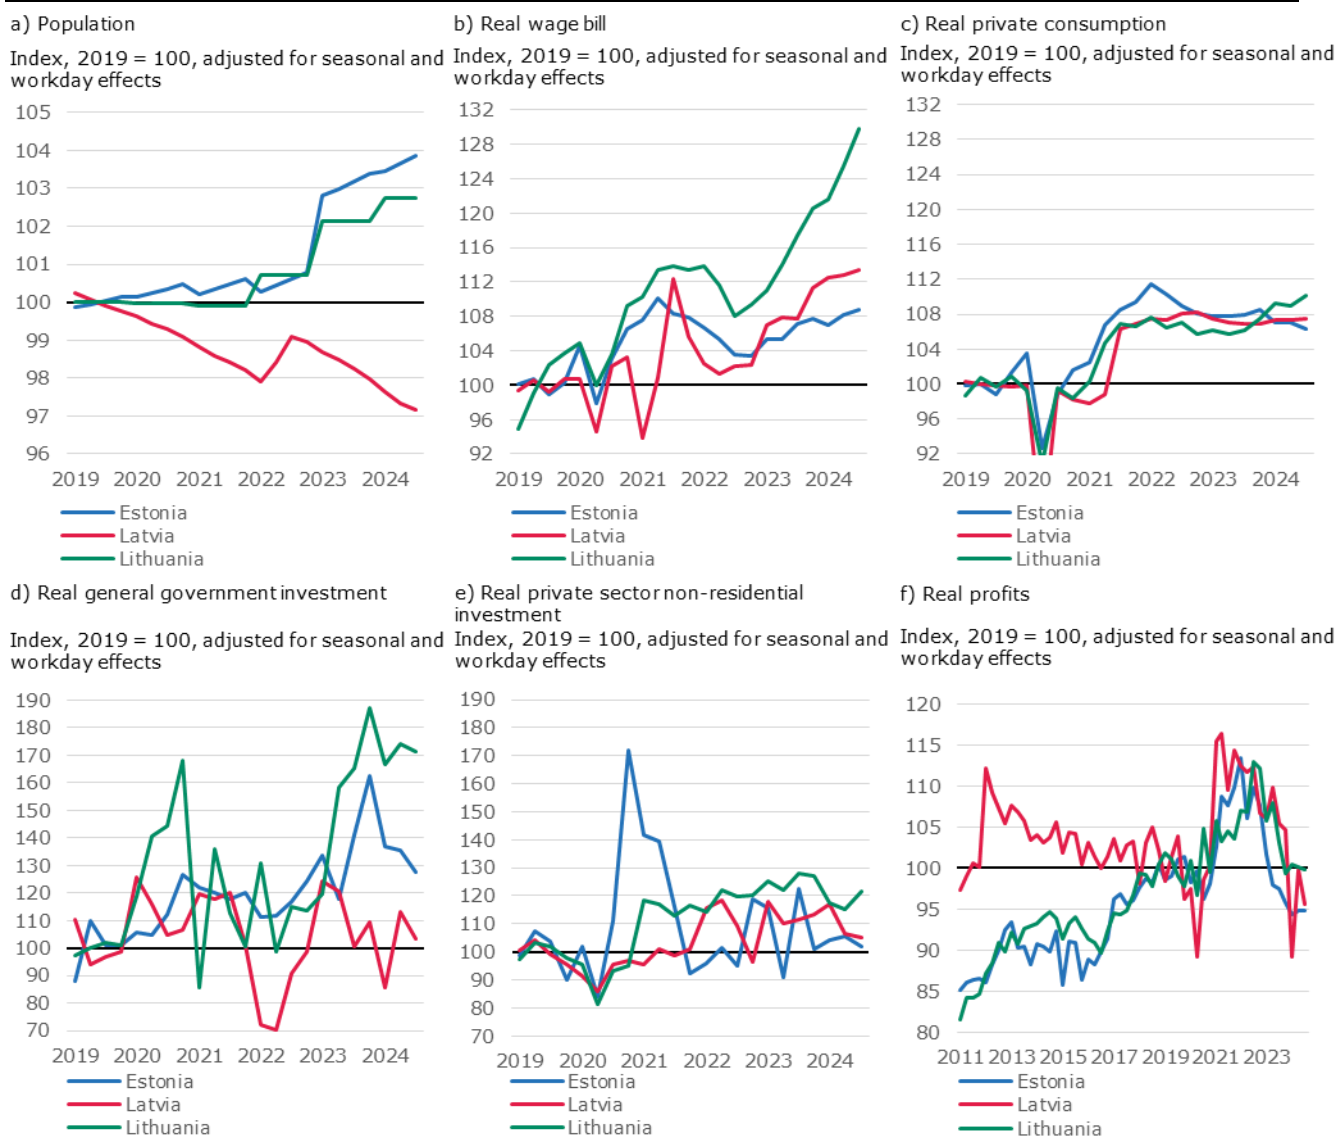 a) Population
Index, 2019 = 100, adjusted for seasonal and
workday effects
105
104
103
102
101
100
99
98
97
96
2019 2020 2021 2022 2023 2024
Estonia
Latvia
Lithuania
b) Real wage bill
Index, 2019 = 100, adjusted for seasonal and
workday effects
132
128
124
120
116
112
108
104
100
96
92
2019 2020 2021 2022 2023 2024
Estonia
Latvia
Lithuania
c) Real private consumption
Index, 2019 = 100, adjusted for seasonal and
workday effects
132
128
124
120
116
112
108
104
100
96
92
2019 2020 2021 2022 2023 2024
Estonia
Latvia
Lithuania
d) Real general government investment
Index, 2019 = 100, adjusted for seasonal and
workday effects
190
180
170
160
150
140
130
120
110
100
90
80
70
2019 2020 2021 2022 2023 2024
Estonia
Latvia
Lithuania
e) Real private sector non-residential
investment
Index, 2019 = 100, adjusted for seasonal and
workday effects
190
180
170
160
150
140
130
120
110
100
90
80
70
2019 2020 2021 2022 2023 2024
Estonia
Latvia
Lithuania
f) Real profits
Index, 2019 = 100, adjusted for seasonal and
workday effects
120
115
110
105
100
95
90
85
80
2011 2013 2015 2017 2019 2021 2023
Estonia
Latvia
Lithuania